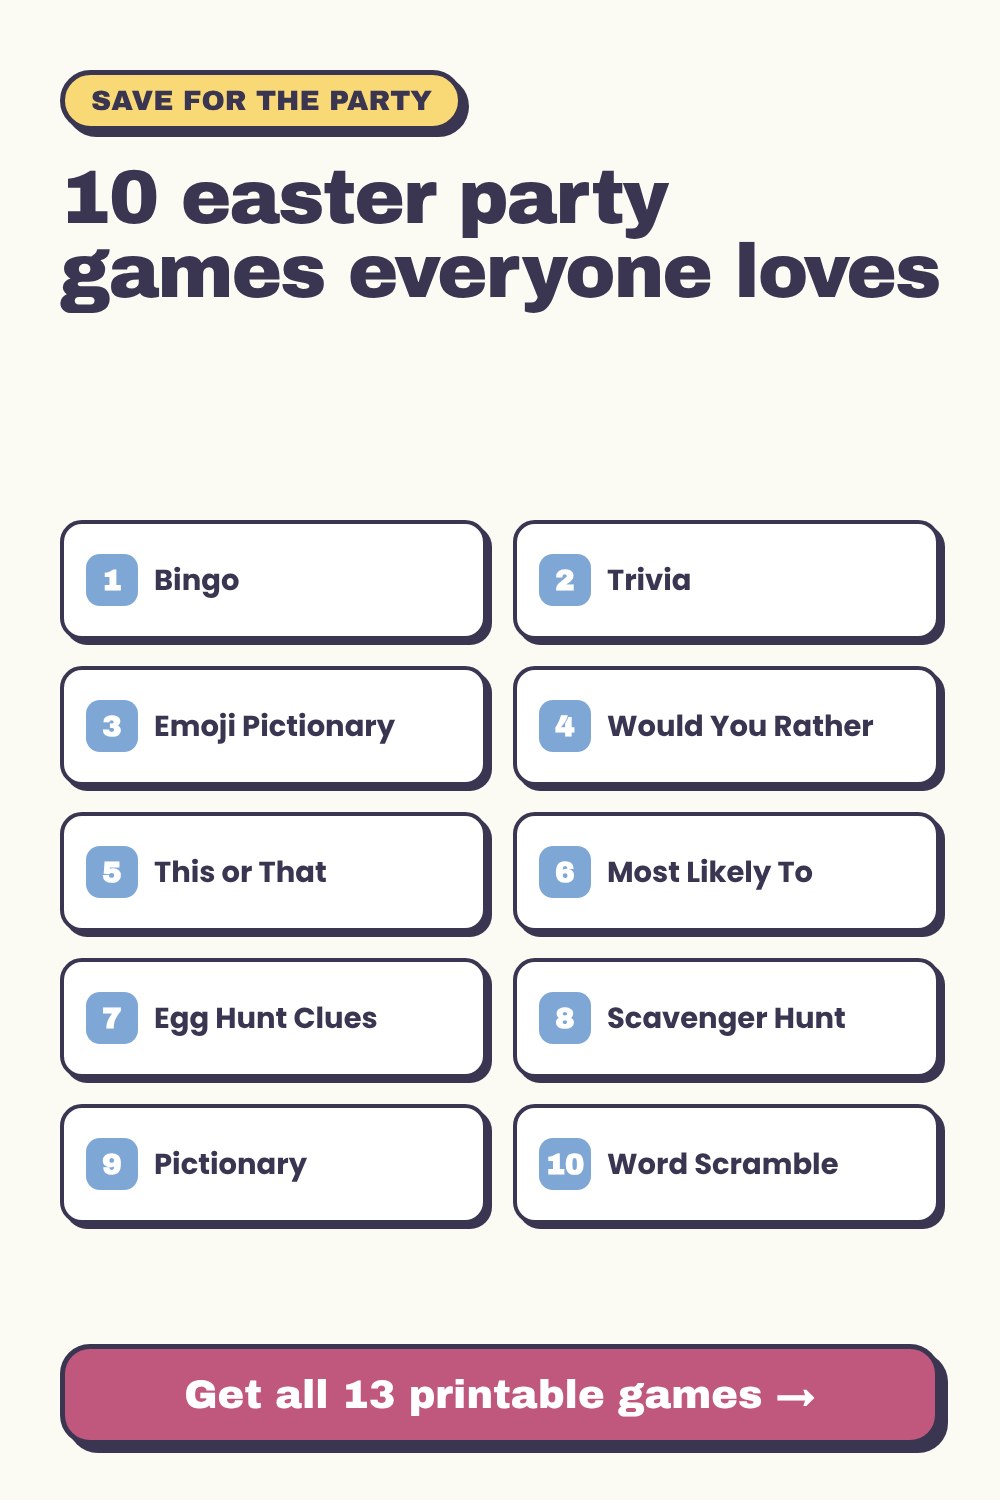 SAVE FOR THE PARTY
10 easter party
games everyone loves
1 Bingo
2 Trivia
3 Emoji Pictionary
4 Would You Rather
5 This or That
6 Most Likely To
7 Egg Hunt Clues
8 Scavenger Hunt
9 Pictionary
10 Word Scramble
Get all 13 printable games →